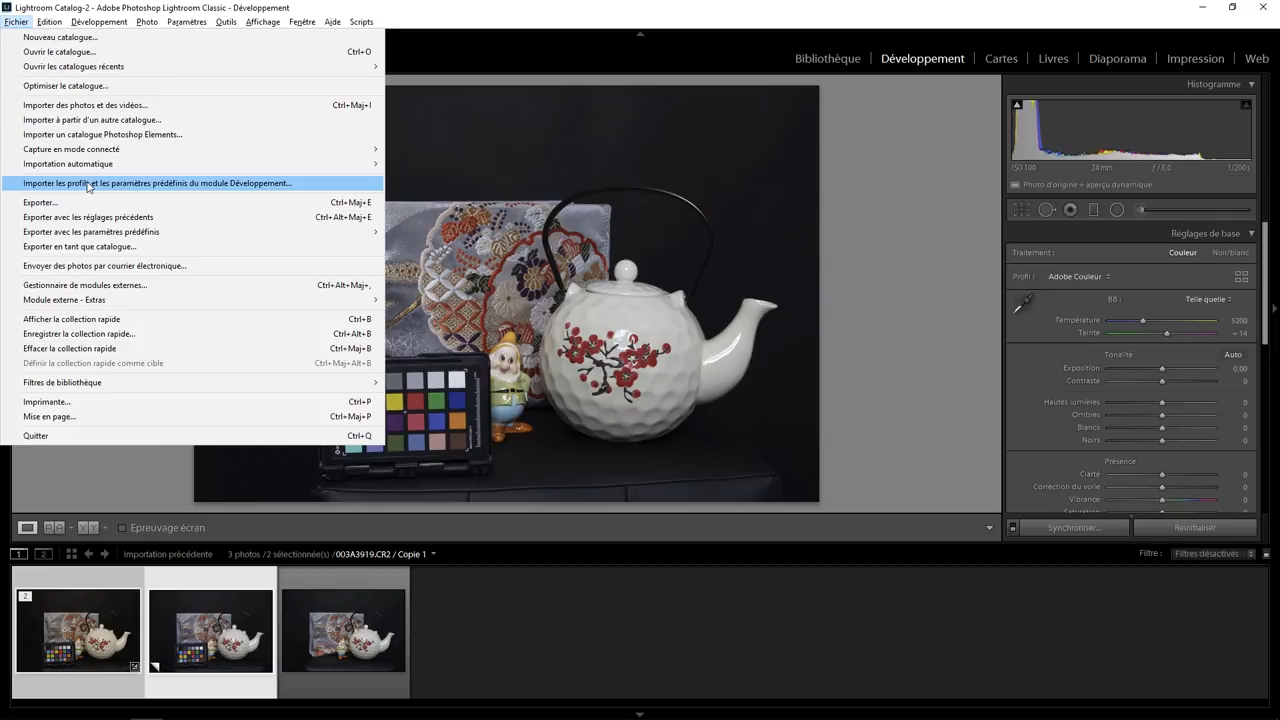 Lightroom Catalog-2 - Adobe Photoshop Lightroom Classic - Développement
Fichier Edition Développement Photo Paramètres Outils Affichage Fenêtre Aide Scripts
Nouveau catalogue...
Ouvrir le catalogue... Ctrl+O
Ouvrir les catalogues récents
Optimiser le catalogue...
Importer des photos et des vidéos... Ctrl+Maj+I
Importer à partir d'un autre catalogue...
Importer un catalogue Photoshop Elements...
Capture en mode connecté
Importation automatique
Importer les profils et les paramètres prédéfinis du module Développement...
Exporter... Ctrl+Maj+E
Exporter avec les réglages précédents Ctrl+Alt+Maj+E
Exporter avec les paramètres prédéfinis
Exporter en tant que catalogue...
Envoyer des photos par courrier électronique...
Gestionnaire de modules externes... Ctrl+Alt+Maj+,
Module externe - Extras
Afficher la collection rapide Ctrl+B
Enregistrer la collection rapide... Ctrl+Alt+B
Effacer la collection rapide Ctrl+Maj+B
Définir la collection rapide comme cible Ctrl+Maj+Alt+B
Filtres de bibliothèque
Imprimante... Ctrl+P
Mise en page... Ctrl+Maj+P
Quitter Ctrl+Q
Bibliothèque | Développement | Cartes | Livres | Diaporama | Impression | Web
Histogramme
ISO 100 24 mm ƒ / 8,0 1/200 s
Photo d'origine + aperçu dynamique
Réglages de base
Traitement : Couleur Noir/blanc
Profil : Adobe Couleur
BB : Telle quelle
Température 5200
Teinte + 14
Tonalité Auto
Exposition 0,00
Contraste 0
Hautes lumières 0
Ombres 0
Blancs 0
Noirs 0
Présence
Clarté 0
Correction du voile 0
Vibrance 0
Saturation
Synchroniser... Réinitialiser
R A Y Y Epreuvage écran
1 2 Importation précédente 3 photos /2 sélectionnée(s) /003A3919.CR2 / Copie 1
Filtre : Filtres désactivés
2